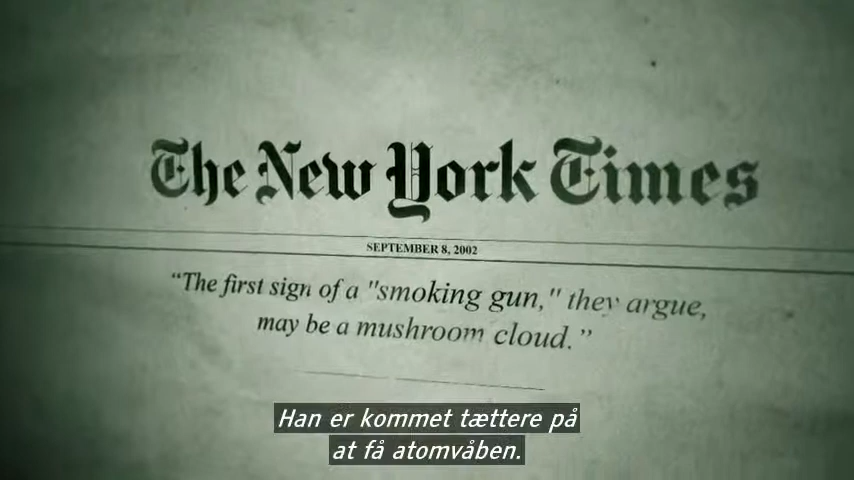 The New York Times
SEPTEMBER 8, 2002
“The first sign of a "smoking gun," they argue,
may be a mushroom cloud.”
Han er kommet tættere på
at få atomvåben.